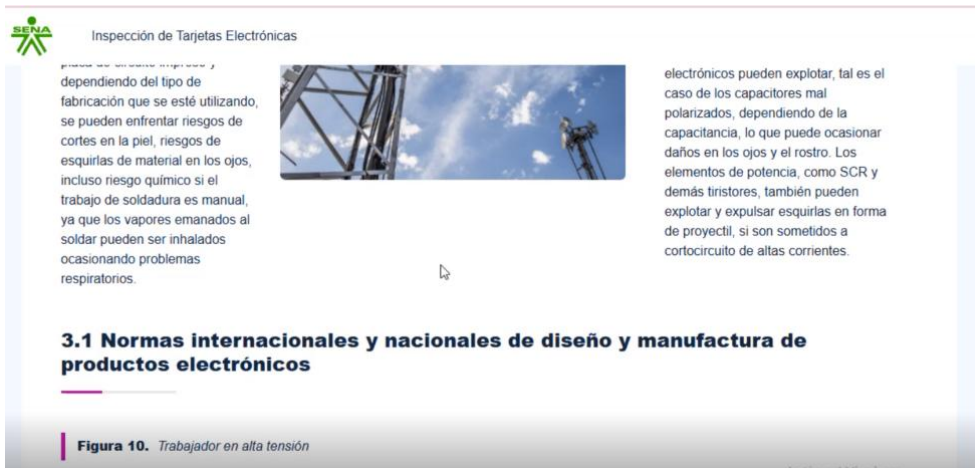 SENA
Inspección de Tarjetas Electrónicas
dependiendo del tipo de
fabricación que se esté utilizando,
se pueden enfrentar riesgos de
cortes en la piel, riesgos de
esquirlas de material en los ojos,
incluso riesgo químico si el
trabajo de soldadura es manual,
ya que los vapores emanados al
soldar pueden ser inhalados
ocasionando problemas
respiratorios.
electrónicos pueden explotar, tal es el
caso de los capacitores mal
polarizados, dependiendo de la
capacitancia, lo que puede ocasionar
daños en los ojos y el rostro. Los
elementos de potencia, como SCR y
demás tiristores, también pueden
explotar y expulsar esquirlas en forma
de proyectil, si son sometidos a
cortocircuito de altas corrientes.
3.1 Normas internacionales y nacionales de diseño y manufactura de
productos electrónicos
Figura 10. Trabajador en alta tensión